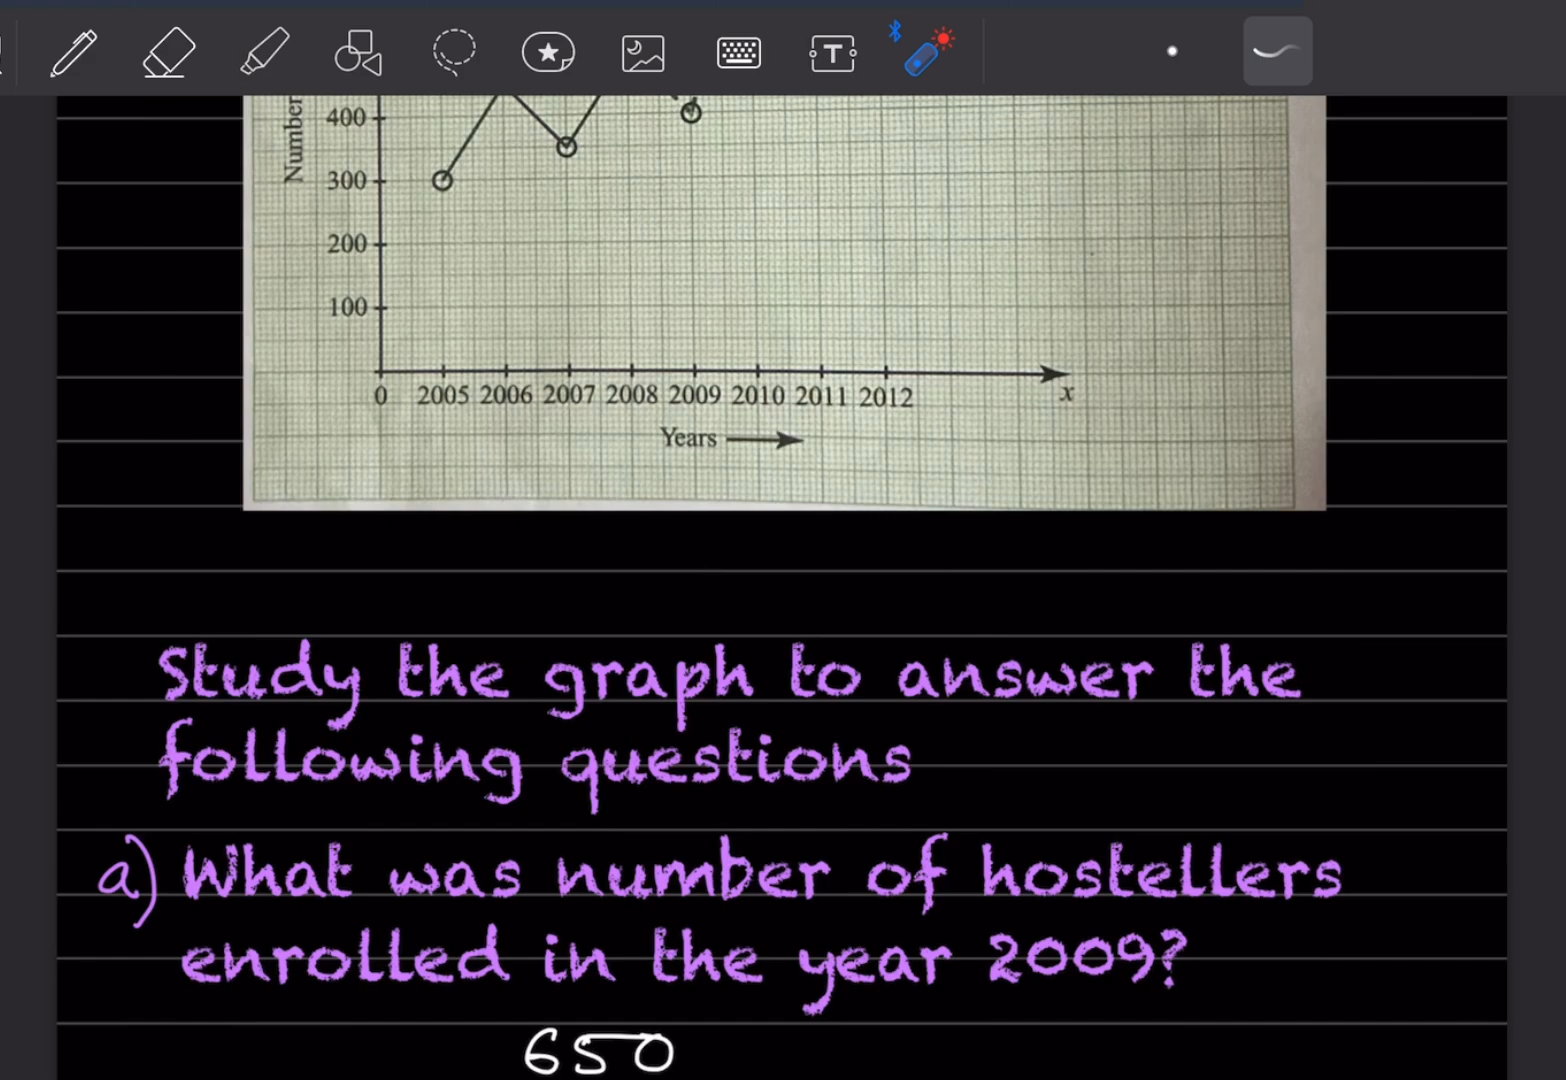 T
Number
400
300
200
100
0 2005 2006 2007 2008 2009 2010 2011 2012 x
Years
Study the graph to answer the
following questions
a) What was number of hostellers
enrolled in the year 2009?
650